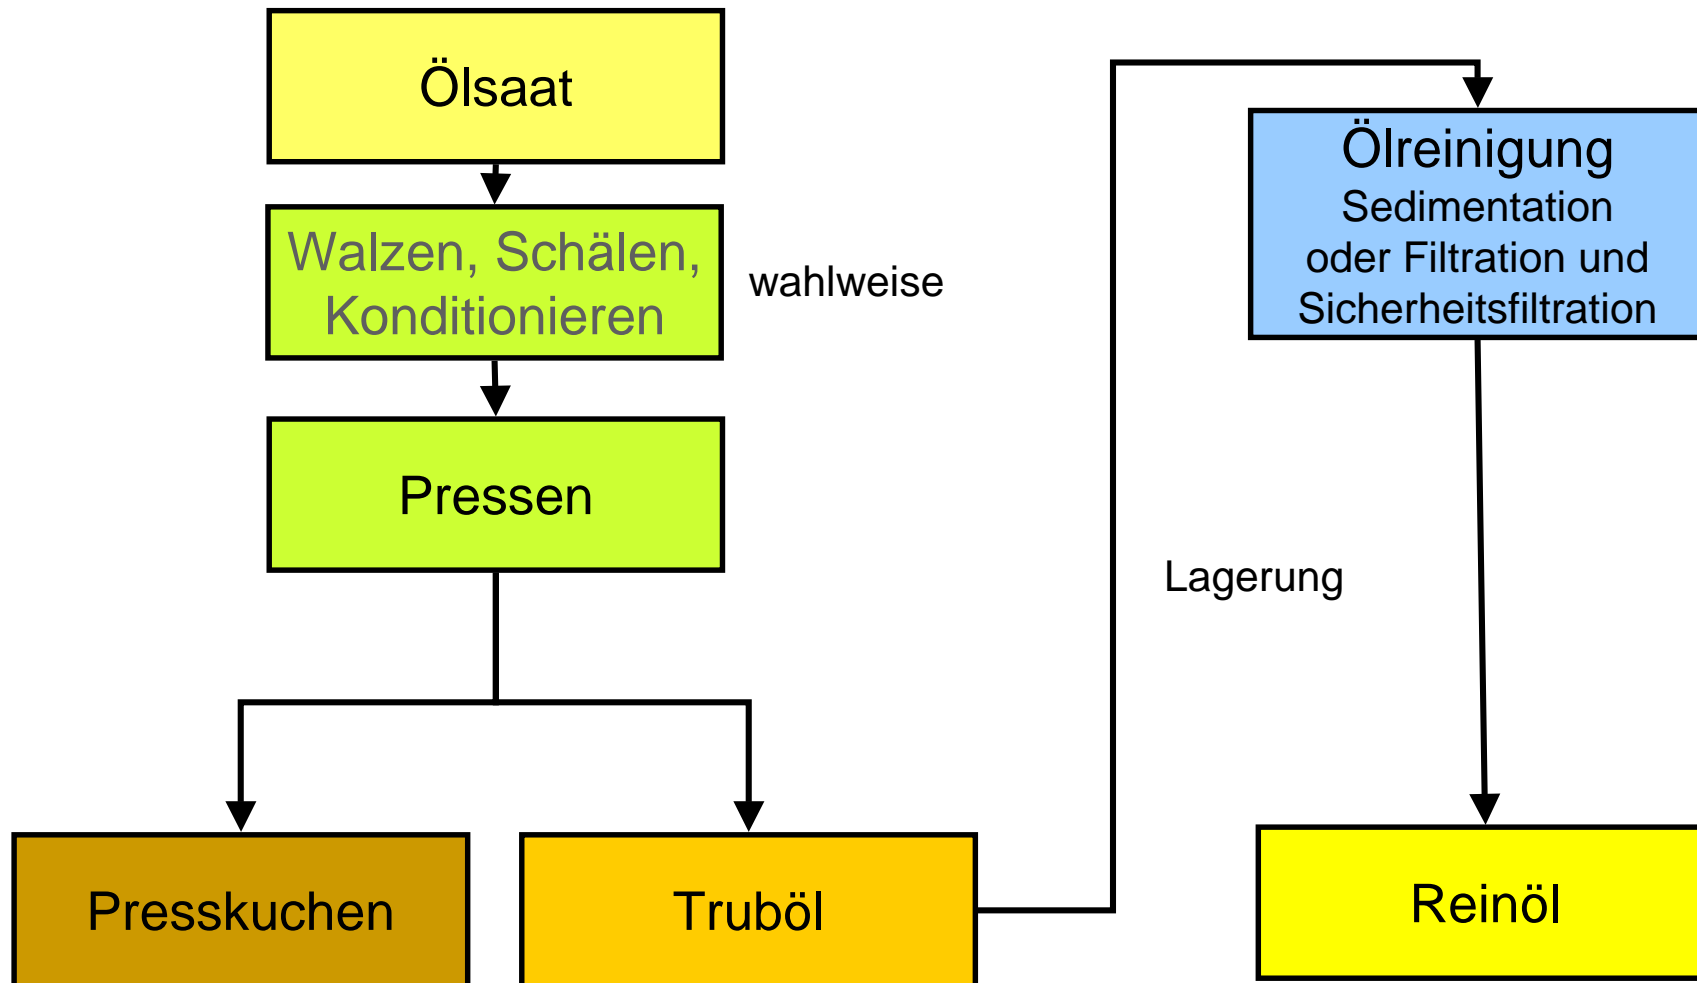 Ölsaat
Walzen, Schälen,
Konditionieren
wahlweise
Pressen
Presskuchen
Truböl
Lagerung
Ölreinigung
Sedimentation
oder Filtration und
Sicherheitsfiltration
Reinöl